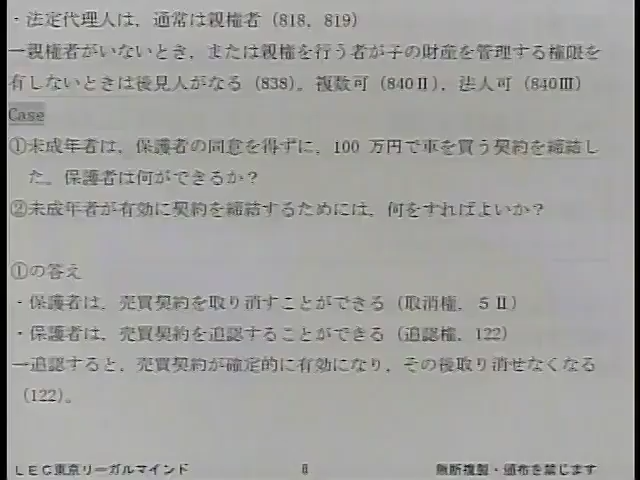 ・法定代理人は，通常は親権者（818，819）
→親権者がいないとき，または親権を行う者が子の財産を管理する権限を
有しないときは後見人がなる（838）。複数可（840Ⅱ），法人可（840Ⅲ）
Case
①未成年者は，保護者の同意を得ずに，100 万円で車を買う契約を締結し
た。保護者は何ができるか？
②未成年者が有効に契約を締結するためには，何をすればよいか？
①の答え
・保護者は，売買契約を取り消すことができる（取消権，５Ⅱ）
・保護者は，売買契約を追認することができる（追認権，122）
→追認すると，売買契約が確定的に有効になり，その後取り消せなくなる
（122）。
ＬＥＣ東京リーガルマインド 6 無断複製・頒布を禁じます